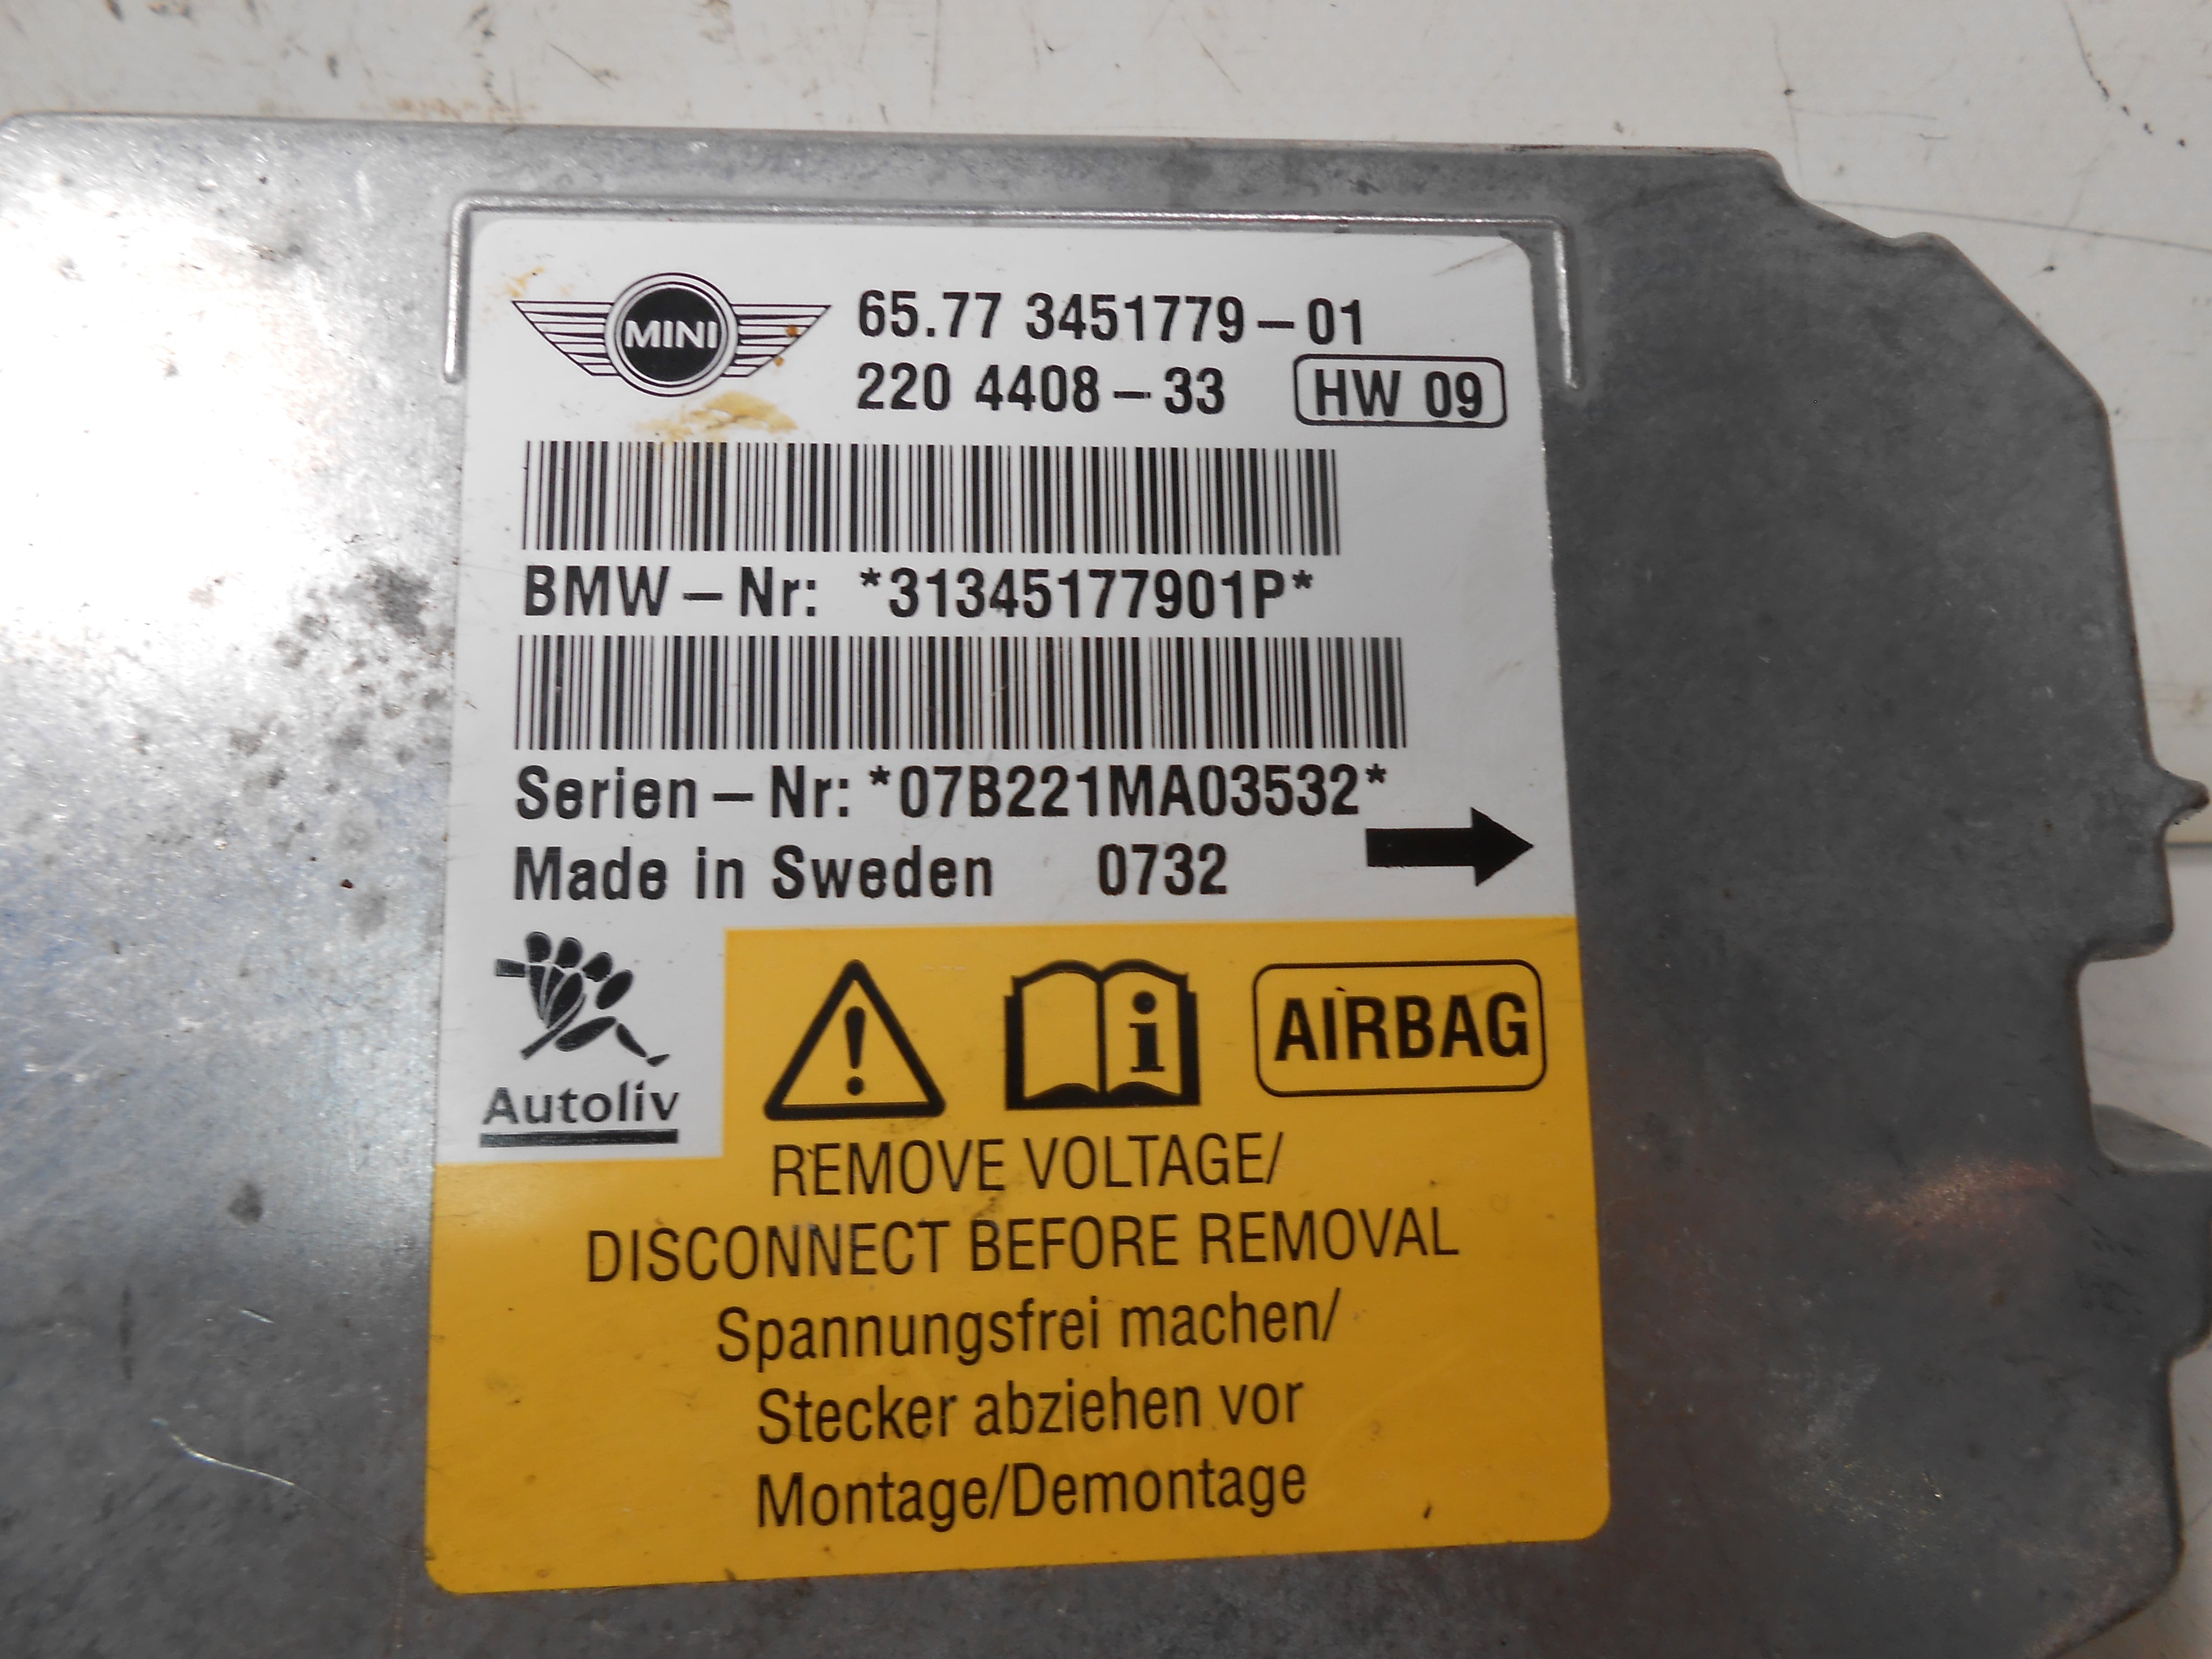 MINI
65.77 3451779-01
220 4408-33 HW 09
BMW-Nr: *31345177901P*
Serien-Nr: *07B221MA03532*
Made in Sweden 0732
Autoliv
AIRBAG
REMOVE VOLTAGE/
DISCONNECT BEFORE REMOVAL
Spannungsfrei machen/
Stecker abziehen vor
Montage/Demontage